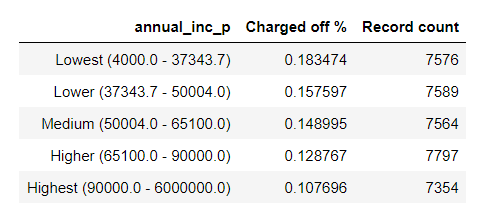 annual_inc_p Charged off % Record count
Lowest (4000.0 - 37343.7) 0.183474 7576
Lower (37343.7 - 50004.0) 0.157597 7589
Medium (50004.0 - 65100.0) 0.148995 7564
Higher (65100.0 - 90000.0) 0.128767 7797
Highest (90000.0 - 6000000.0) 0.107696 7354